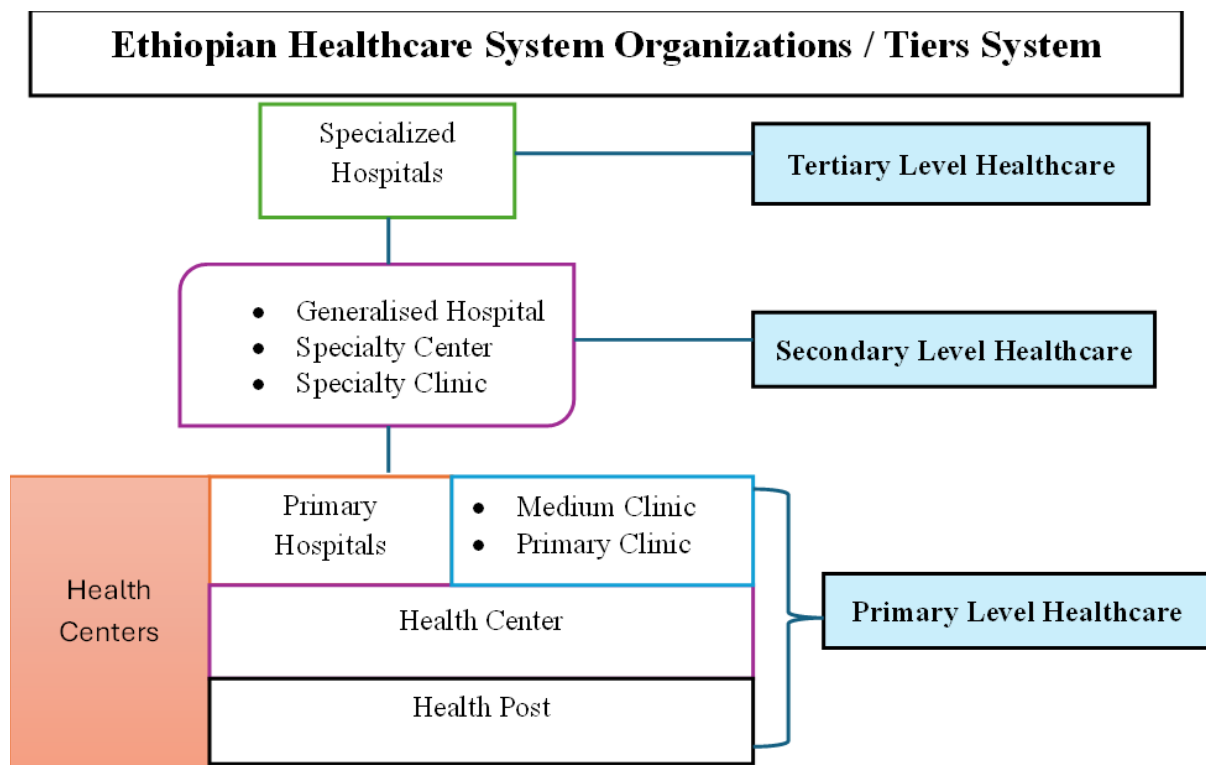 Ethiopian Healthcare System Organizations / Tiers System
Specialized
Hospitals
Tertiary Level Healthcare
• Generalised Hospital
• Specialty Center
• Specialty Clinic
Secondary Level Healthcare
Health
Centers
Primary
Hospitals
• Medium Clinic
• Primary Clinic
Health Center
Health Post
Primary Level Healthcare